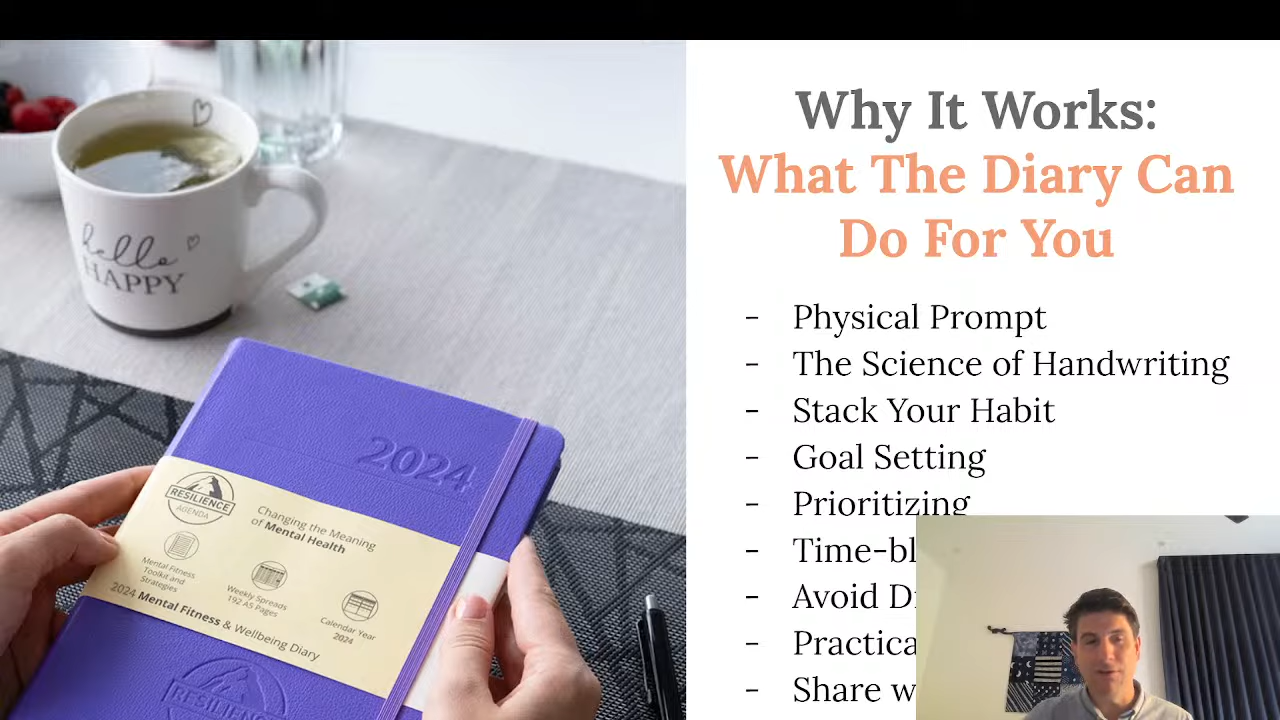 Why It Works:
What The Diary Can
Do For You
- Physical Prompt
- The Science of Handwriting
- Stack Your Habit
- Goal Setting
- Prioritizing
- Time-bl
- Avoid
- Practica
- Share w
hello
HAPPY
2024
RESILIENCE
AGENDA
Changing the Meaning
of Mental Health
Mental Fitness
Toolkit and
Strategies
Weekly Spreads
192 A5 Pages
Calendar Year
2024
2024 Mental Fitness & Wellbeing Diary
RESILIENCE